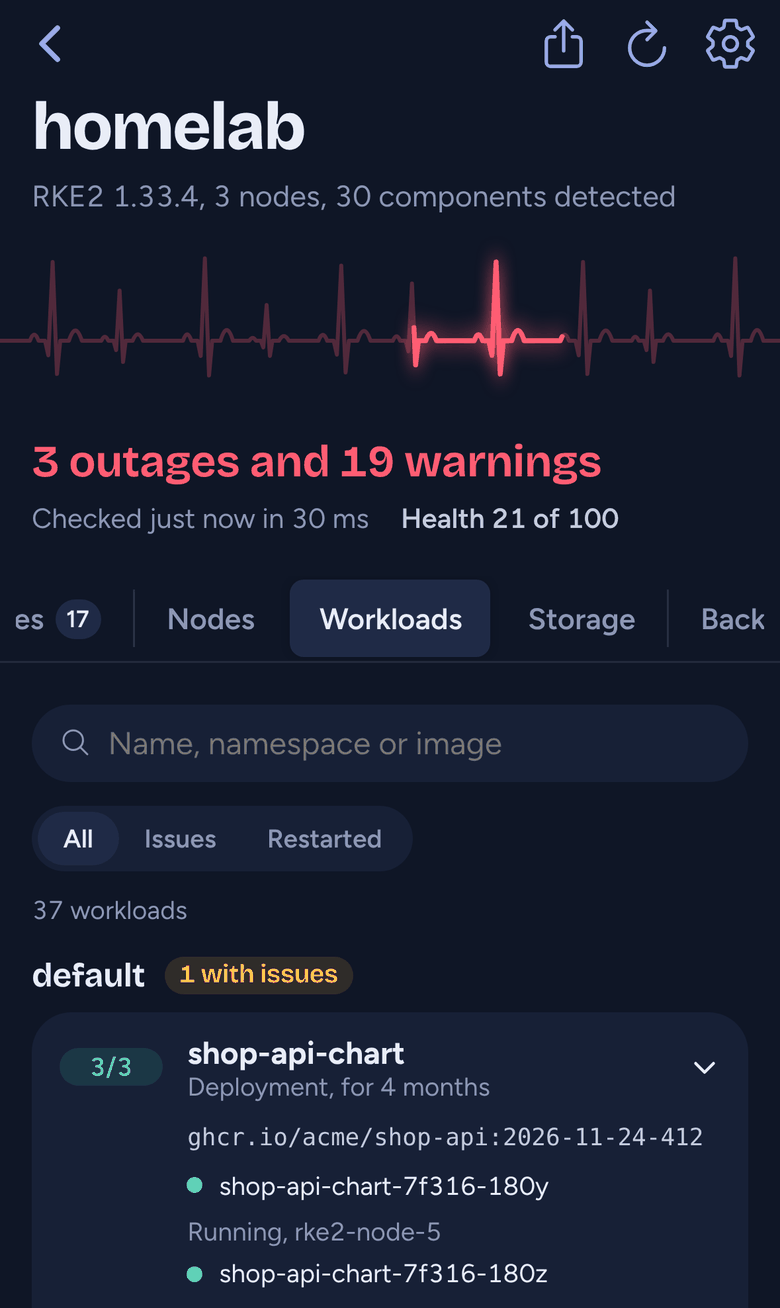 homelab
RKE2 1.33.4, 3 nodes, 30 components detected
3 outages and 19 warnings
Checked just now in 30 ms Health 21 of 100
es 17 Nodes Workloads Storage Back
Name, namespace or image
All Issues Restarted
37 workloads
default 1 with issues
3/3 shop-api-chart
Deployment, for 4 months
ghcr.io/acme/shop-api:2026-11-24-412
shop-api-chart-7f316-180y
Running, rke2-node-5
shop-api-chart-7f316-180z